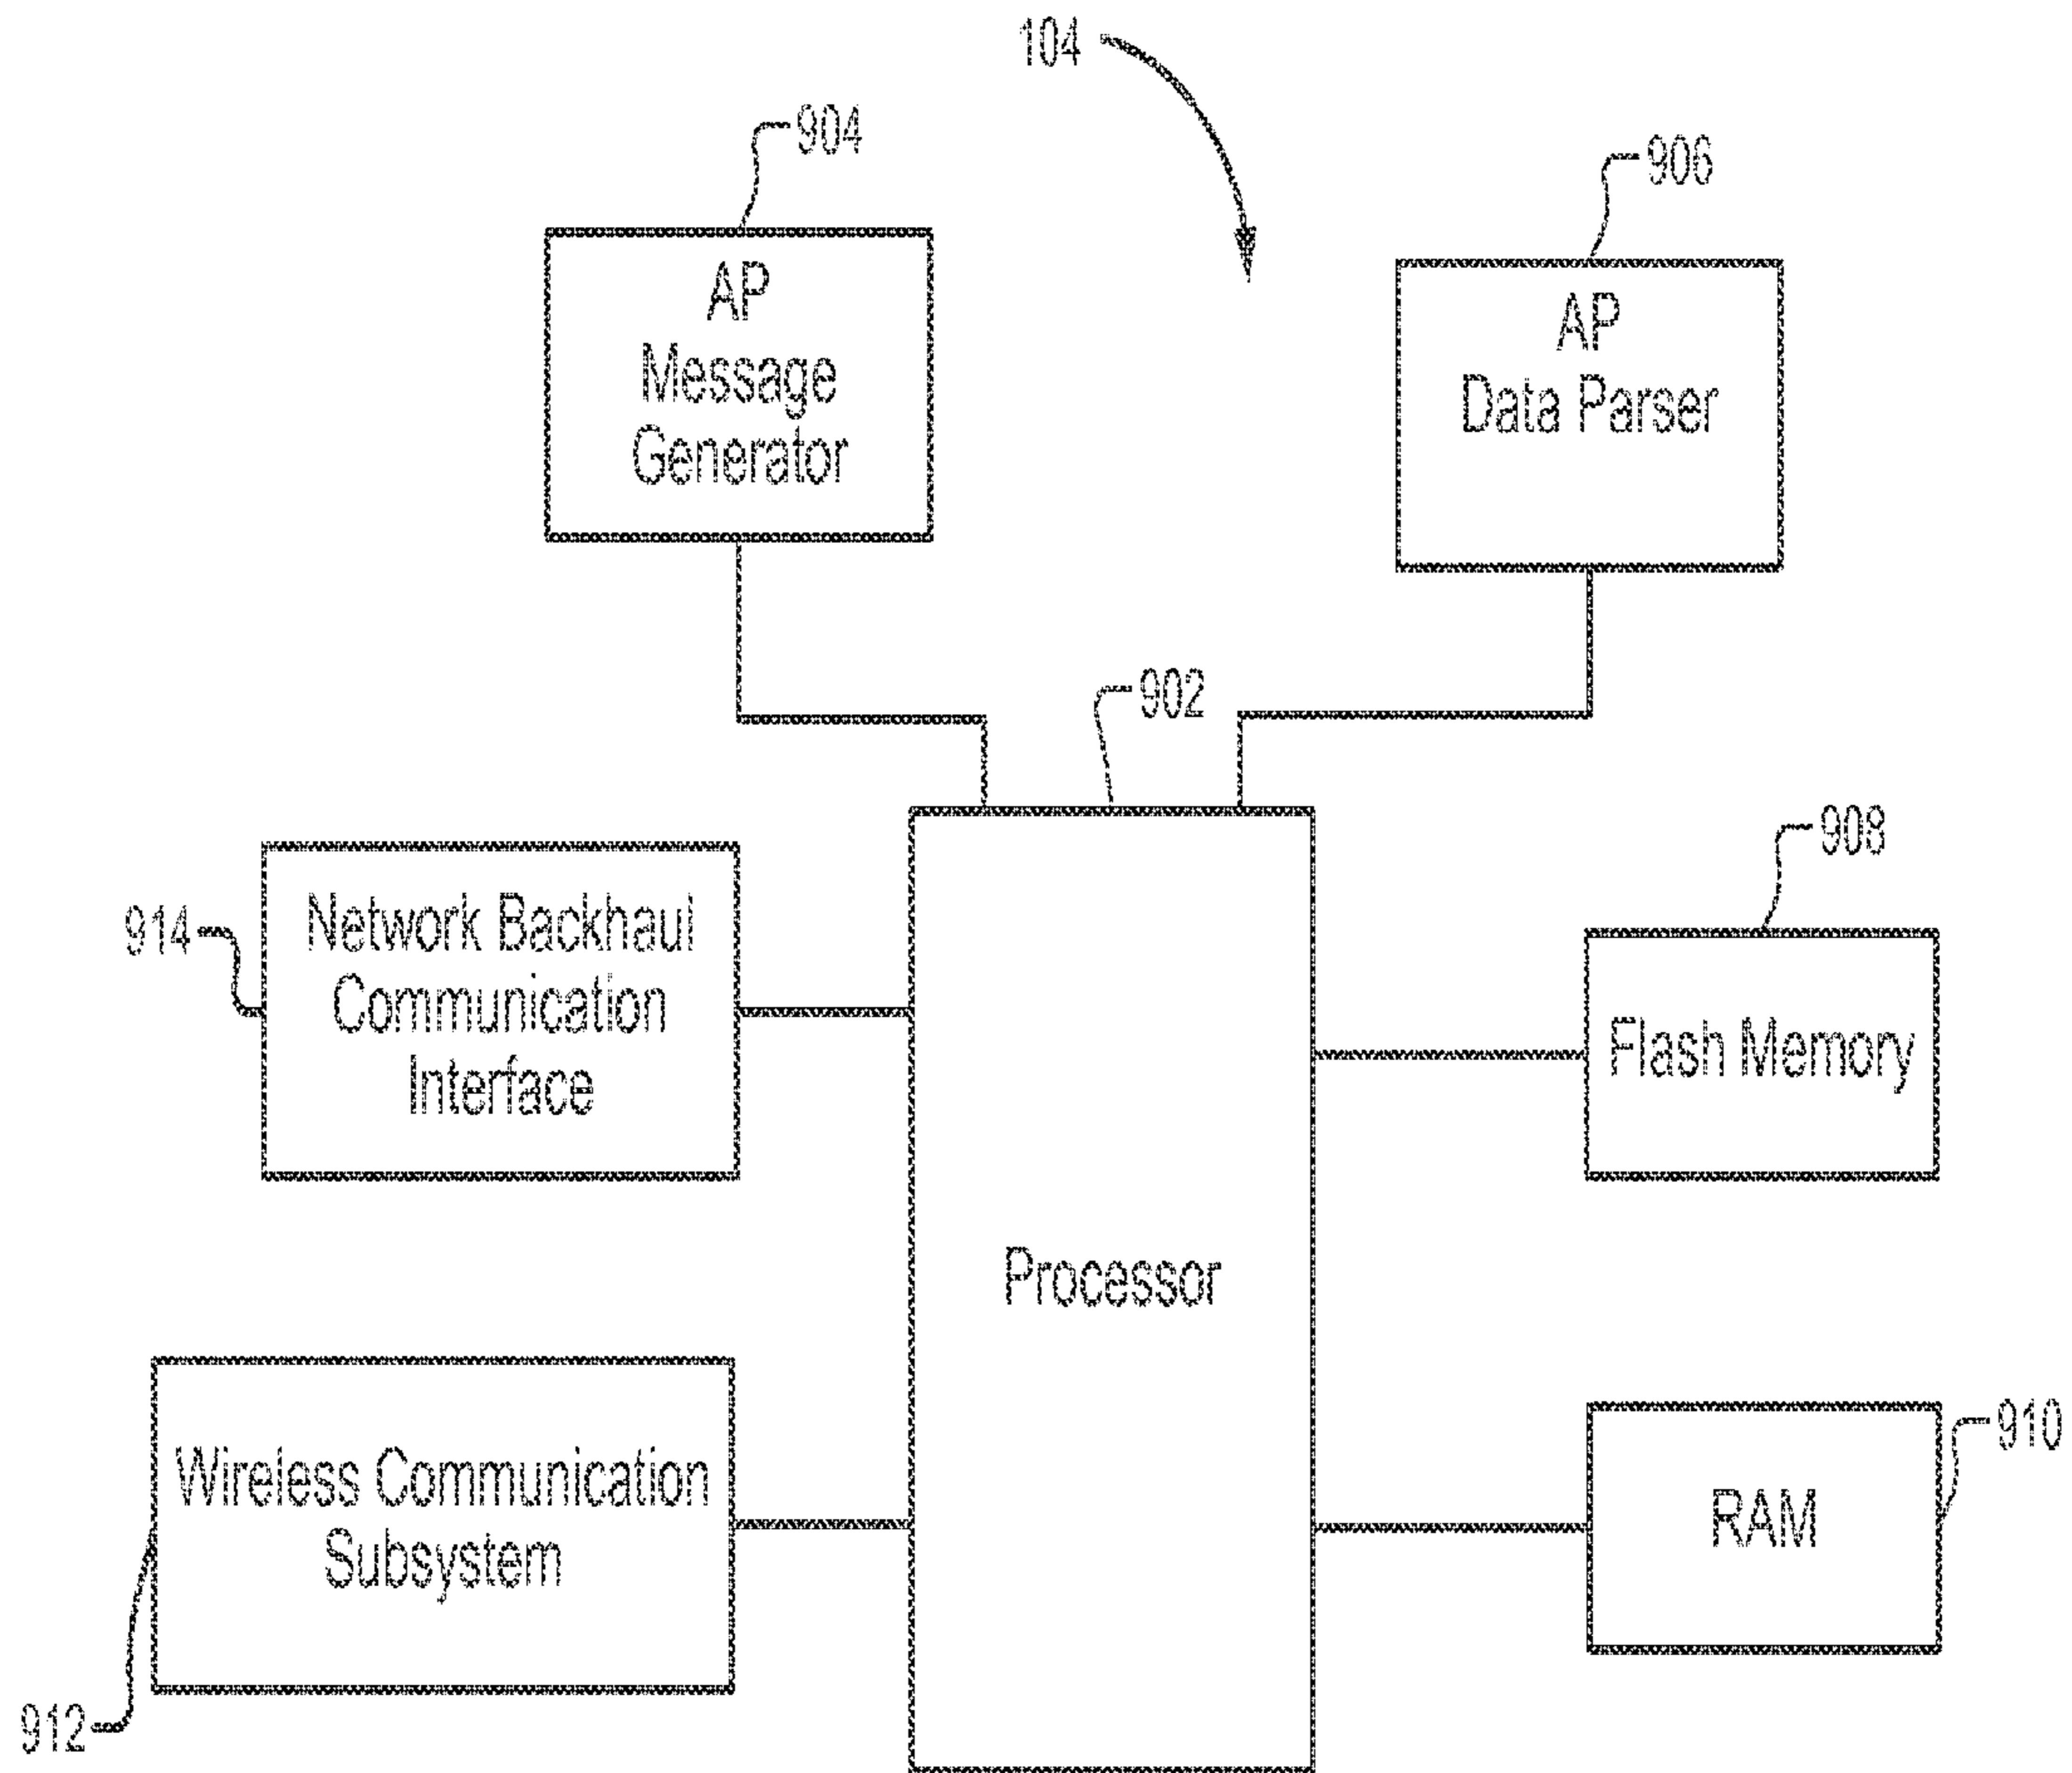 104
904
906
AP
Message
Generator
AP
Data Parser
902
908
914
Network Backhaul
Communication
Interface
Flash Memory
Processor
910
Wireless Communication
Subsystem
RAM
912